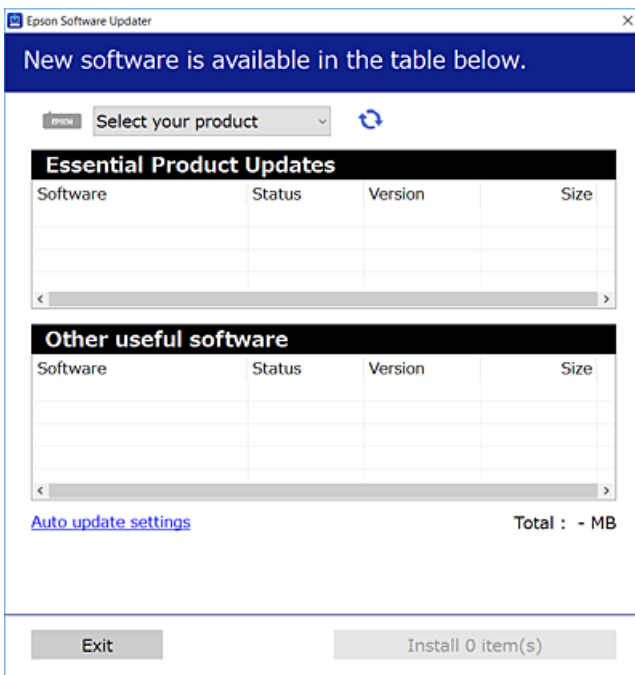 Epson Software Updater
New software is available in the table below.
EPSON Select your product
Essential Product Updates
Software Status Version Size
Other useful software
Software Status Version Size
Auto update settings Total : - MB
Exit Install 0 item(s)